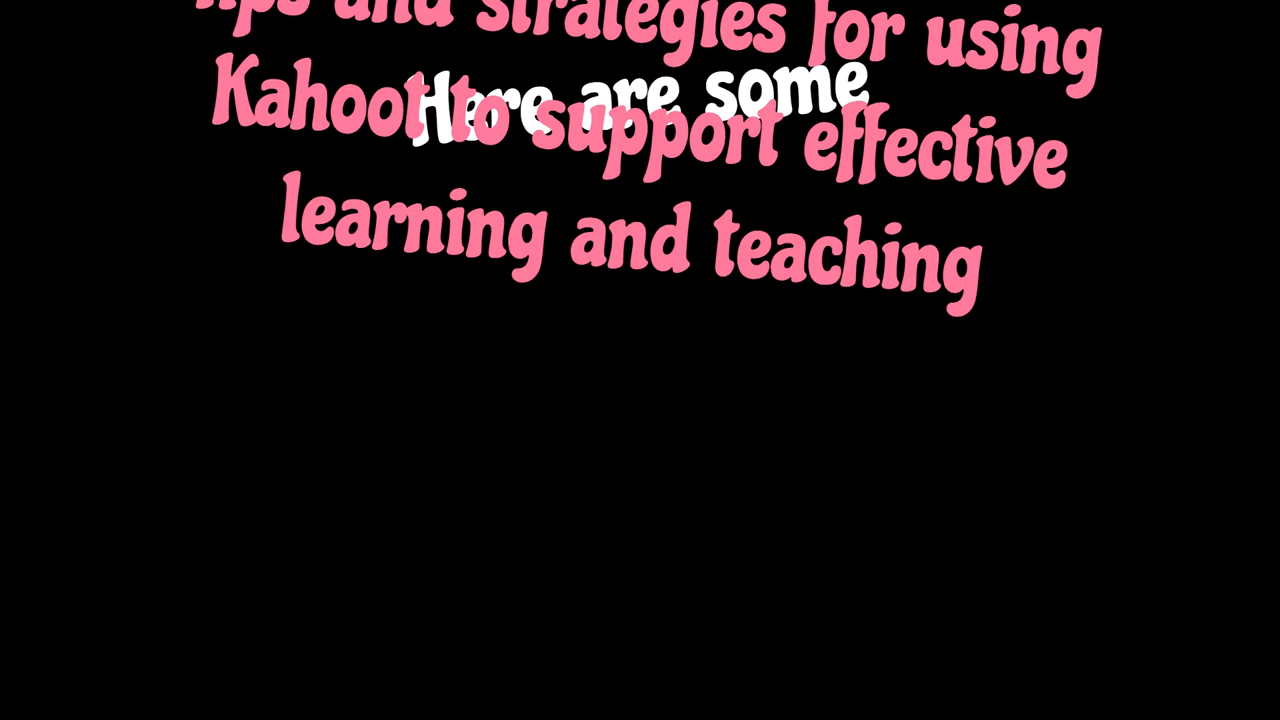 Here are some
and strategies for using
Kahoot to support effective
learning and teaching